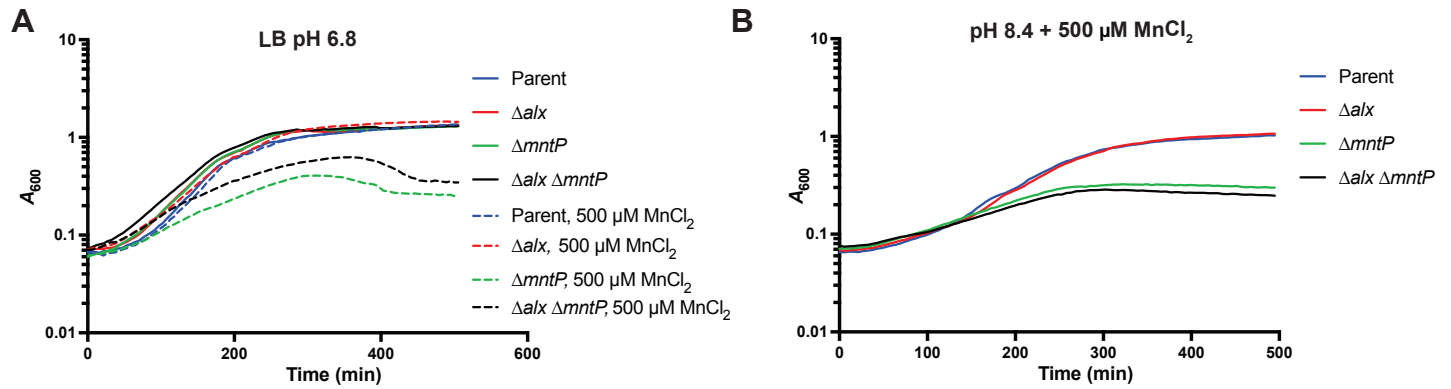 A
LB pH 6.8
A600
10
1
0.1
0.01
0
200
400
600
Time (min)
Parent
Δalx
ΔmntP
Δalx ΔmntP
Parent, 500 µM MnCl2
Δalx, 500 µM MnCl2
ΔmntP, 500 µM MnCl2
Δalx ΔmntP, 500 µM MnCl2
B
pH 8.4 + 500 µM MnCl2
A600
10
1
0.1
0.01
0
100
200
300
400
500
Time (min)
Parent
Δalx
ΔmntP
Δalx ΔmntP